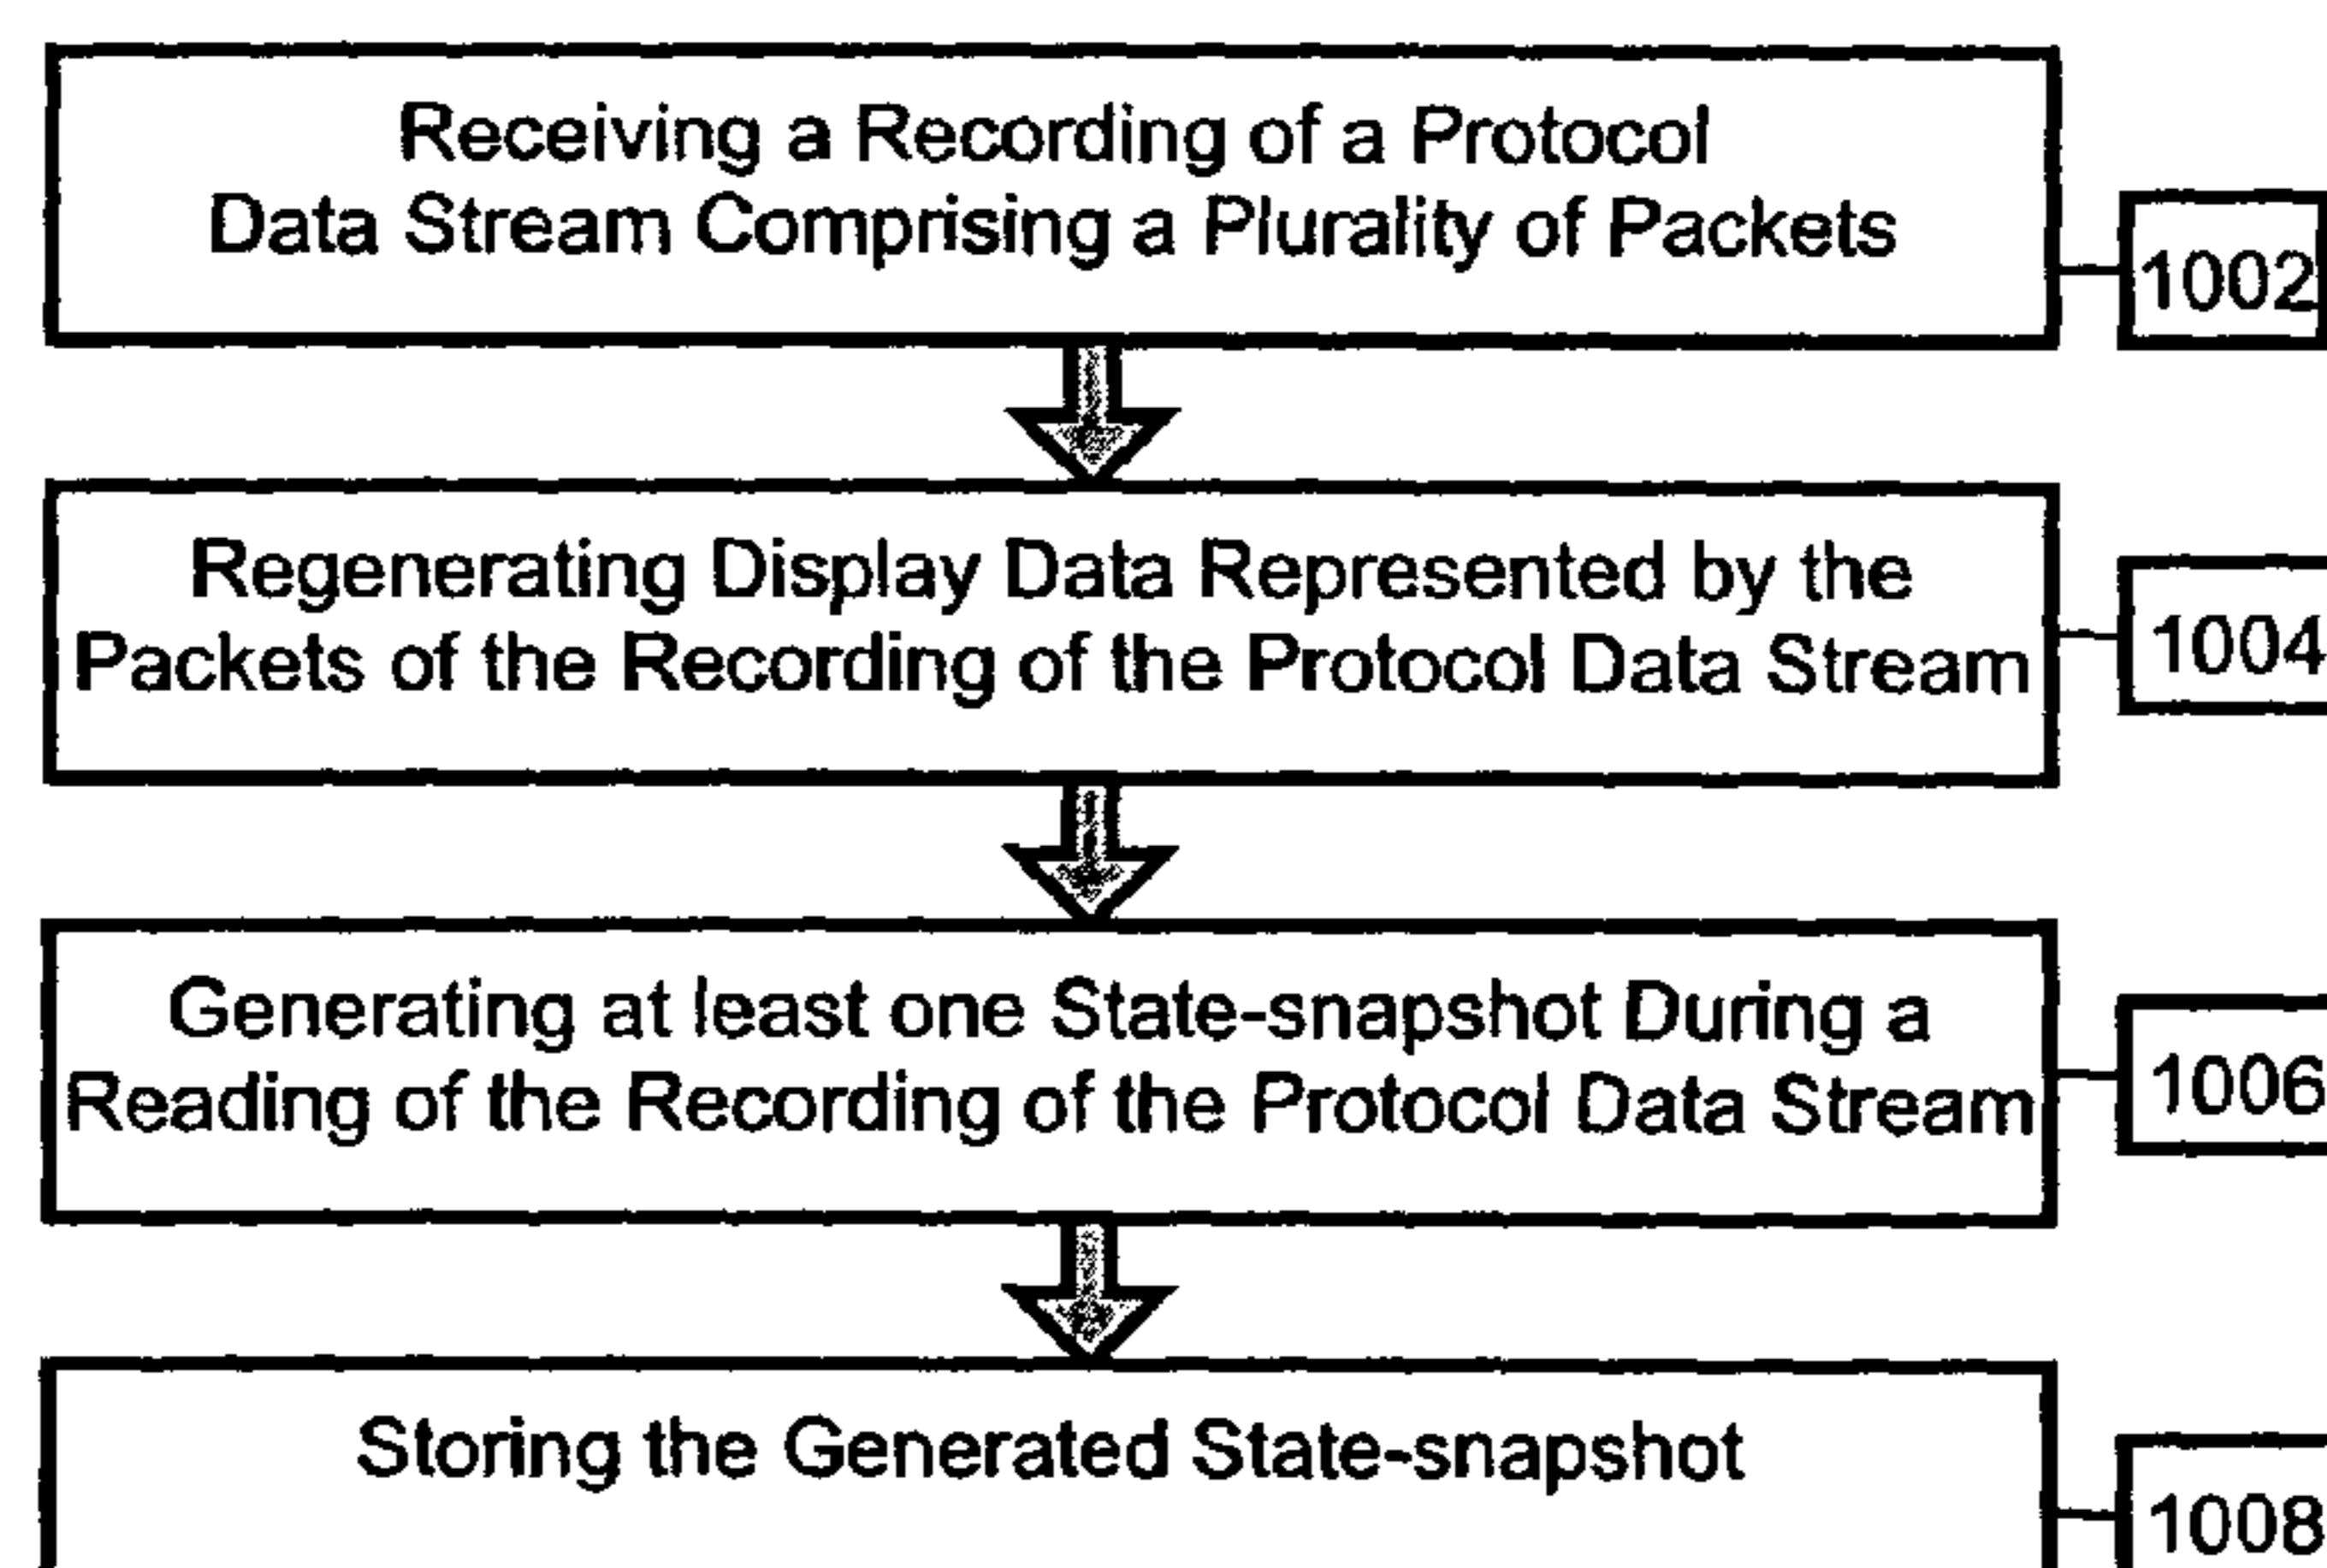 Receiving a Recording of a Protocol
Data Stream Comprising a Plurality of Packets
1002
Regenerating Display Data Represented by the
Packets of the Recording of the Protocol Data Stream
1004
Generating at least one State-snapshot During a
Reading of the Recording of the Protocol Data Stream
1006
Storing the Generated State-snapshot
1008